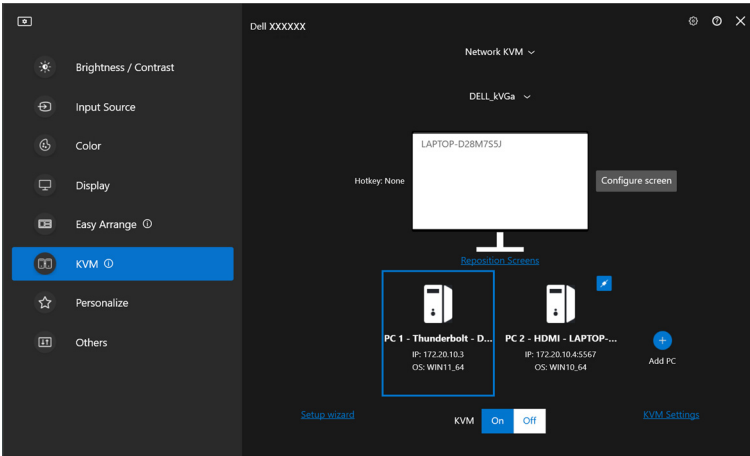 Dell XXXXXX
Brightness / Contrast
Input Source
Color
Display
Easy Arrange
KVM
Personalize
Others
Network KVM
DELL_kVGa
LAPTOP-D28M7S5J
Hotkey: None
Configure screen
Reposition Screens
PC 1 - Thunderbolt - D...
IP: 172.20.10.3
OS: WIN11_64
PC 2 - HDMI - LAPTOP-...
IP: 172.20.10.4:5567
OS: WIN10_64
Add PC
Setup wizard
KVM On Off
KVM Settings